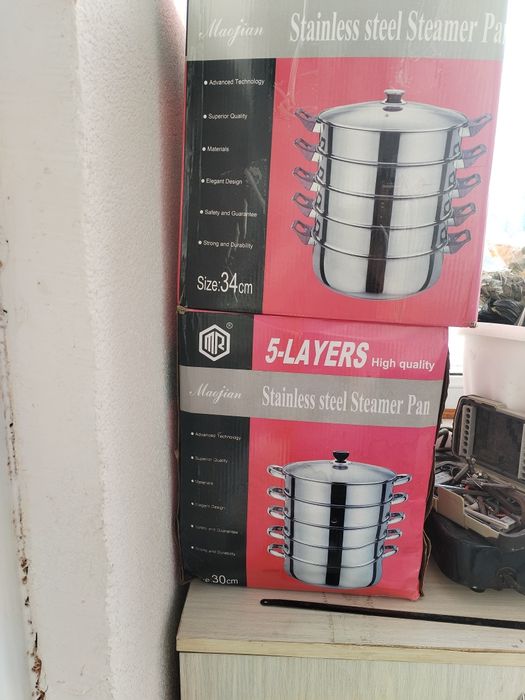 Maojian
Stainless steel Steamer Pa
● Advanced Technology
● Superior Quality
● Materials
● Elegant Design
● Safety and Guarantee
● Strong and Durability
Size:34cm
MR®
5-LAYERS High quality
Maojian
Stainless steel Steamer Pan
● Advanced Technology
● Superior Quality
● Materials
● Elegant Design
● Safety and Guarantee
● Strong and Durability
30cm